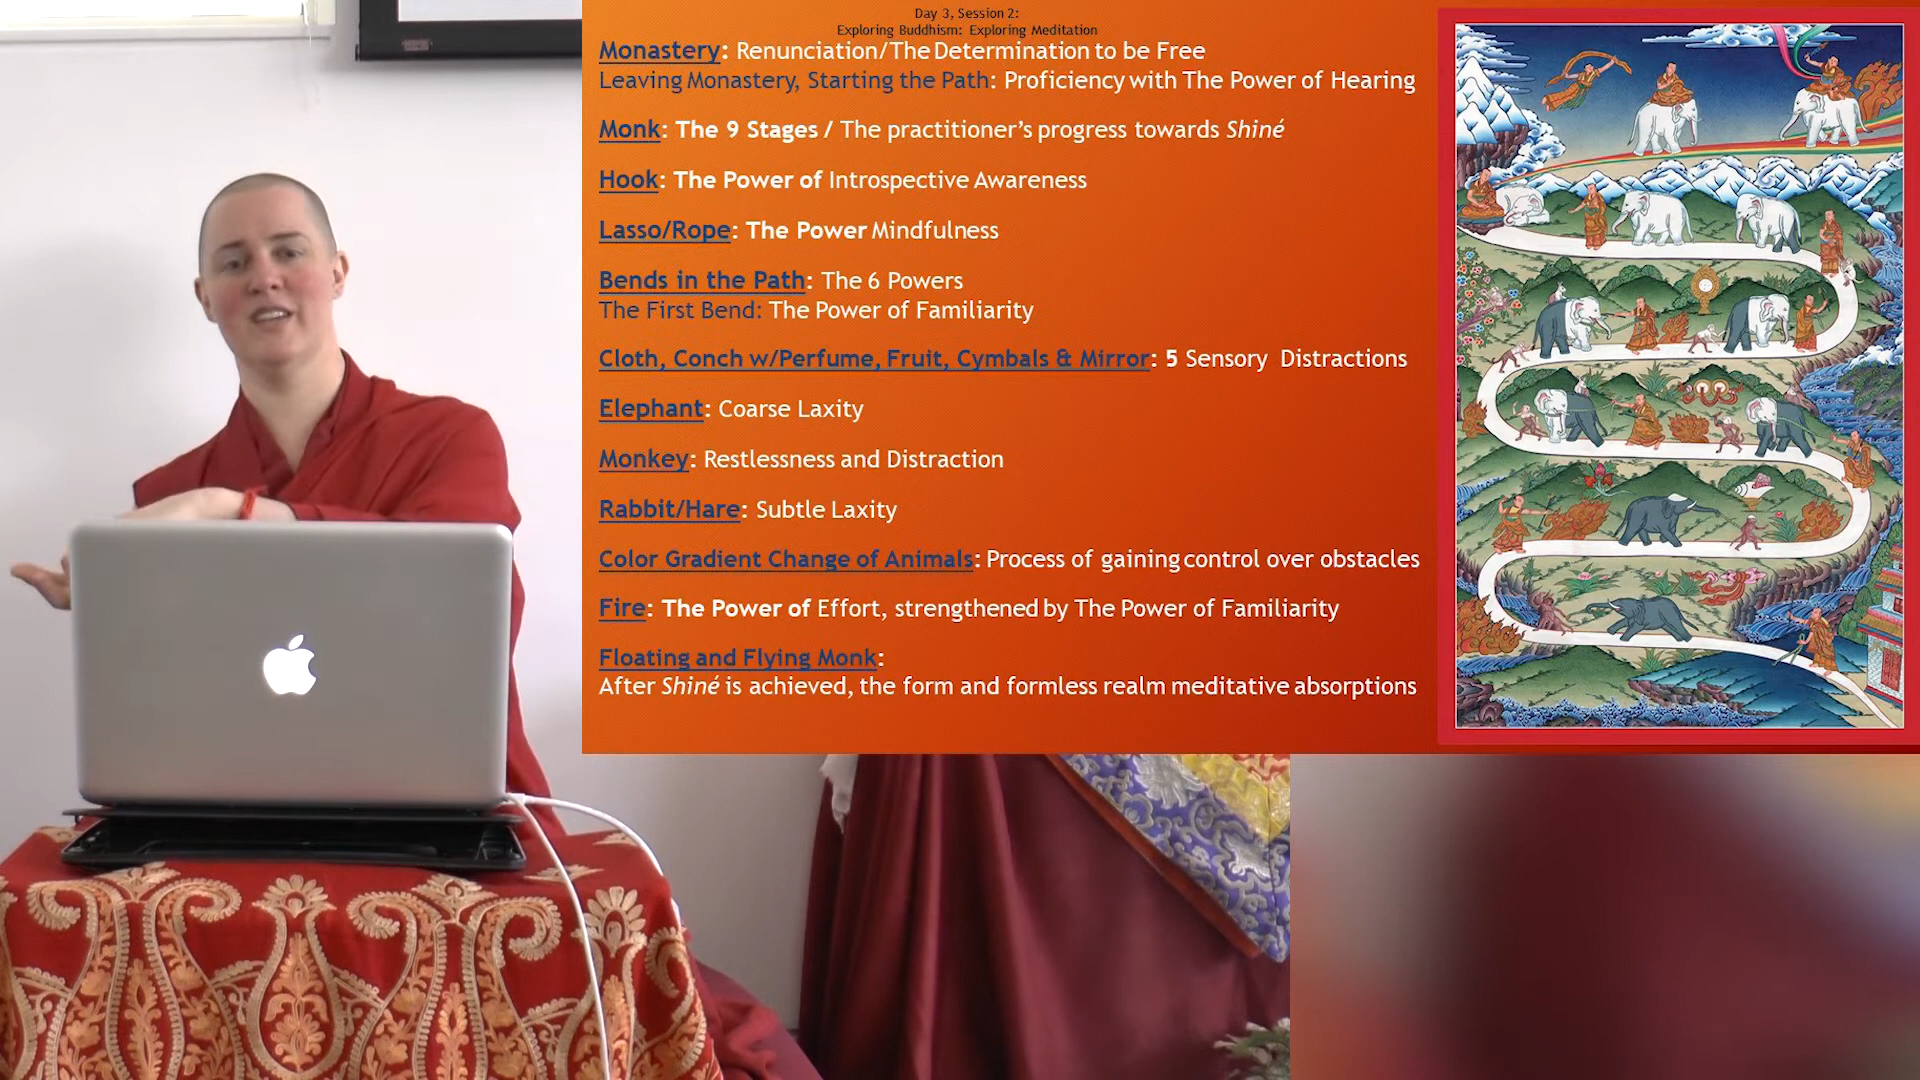 Day 3, Session 2:
Exploring Buddhism: Exploring Meditation
Monastery: Renunciation/The Determination to be Free
Leaving Monastery, Starting the Path: Proficiency with The Power of Hearing
Monk: The 9 Stages / The practitioner's progress towards Shiné
Hook: The Power of Introspective Awareness
Lasso/Rope: The Power Mindfulness
Bends in the Path: The 6 Powers
The First Bend: The Power of Familiarity
Cloth, Conch w/Perfume, Fruit, Cymbals & Mirror: 5 Sensory Distractions
Elephant: Coarse Laxity
Monkey: Restlessness and Distraction
Rabbit/Hare: Subtle Laxity
Color Gradient Change of Animals: Process of gaining control over obstacles
Fire: The Power of Effort, strengthened by The Power of Familiarity
Floating and Flying Monk:
After Shiné is achieved, the form and formless realm meditative absorptions